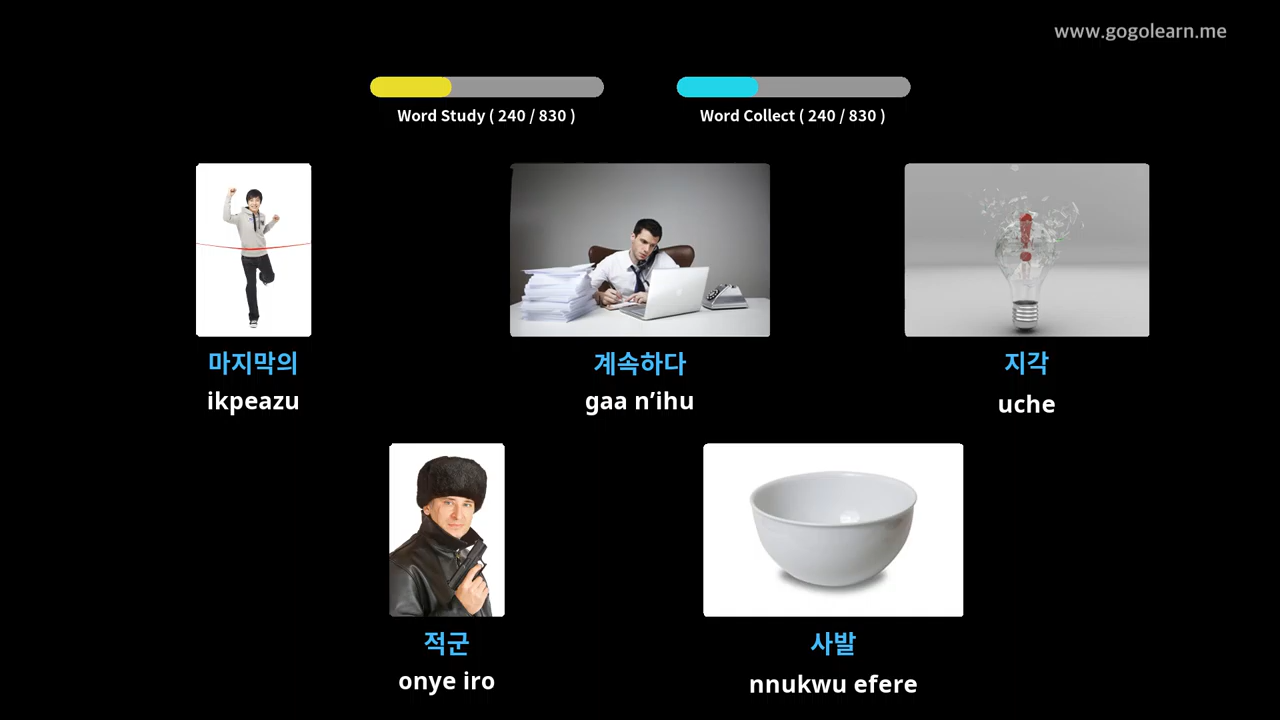 www.gogolearn.me
Word Study ( 240 / 830 )
Word Collect ( 240 / 830 )
마지막의
ikpeazu
계속하다
gaa n’ihu
지각
uche
적군
onye iro
사발
nnukwu efere